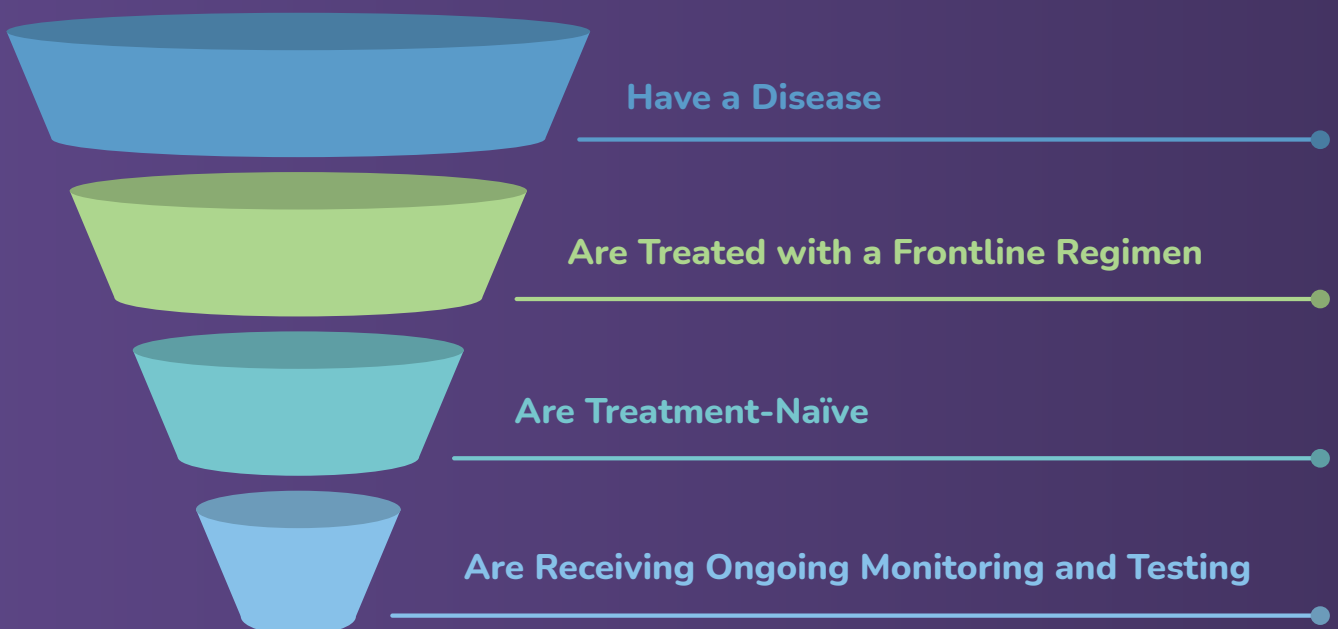 Have a Disease
Are Treated with a Frontline Regimen
Are Treatment-Naïve
Are Receiving Ongoing Monitoring and Testing